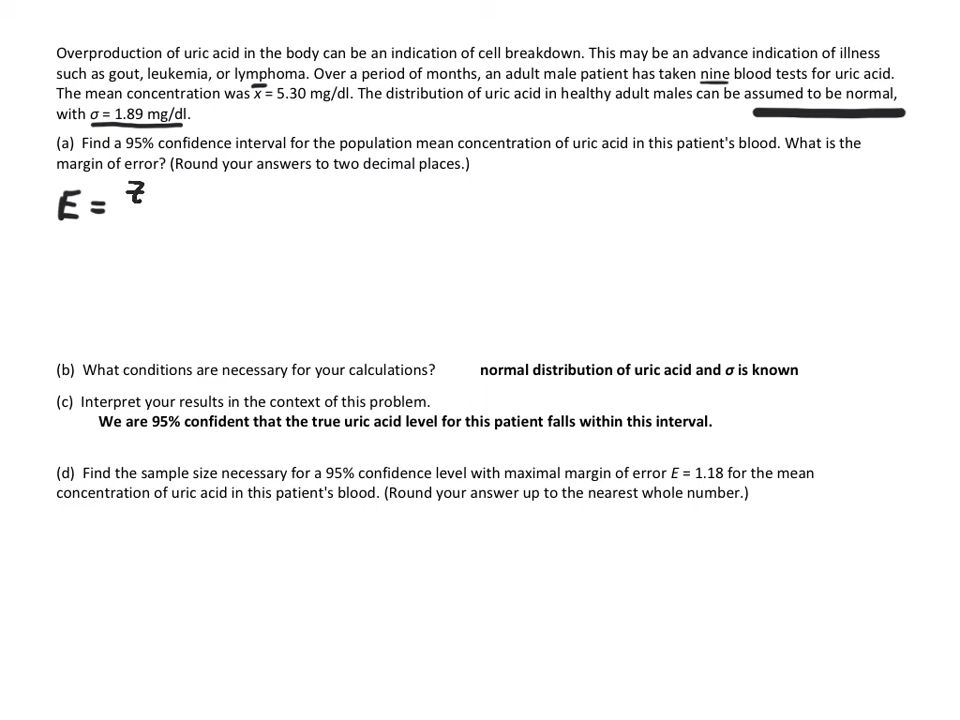 Overproduction of uric acid in the body can be an indication of cell breakdown. This may be an advance indication of illness
such as gout, leukemia, or lymphoma. Over a period of months, an adult male patient has taken nine blood tests for uric acid.
The mean concentration was x̄ = 5.30 mg/dl. The distribution of uric acid in healthy adult males can be assumed to be normal,
with σ = 1.89 mg/dl.
(a) Find a 95% confidence interval for the population mean concentration of uric acid in this patient's blood. What is the
margin of error? (Round your answers to two decimal places.)
E = z
(b) What conditions are necessary for your calculations? normal distribution of uric acid and σ is known
(c) Interpret your results in the context of this problem.
We are 95% confident that the true uric acid level for this patient falls within this interval.
(d) Find the sample size necessary for a 95% confidence level with maximal margin of error E = 1.18 for the mean
concentration of uric acid in this patient's blood. (Round your answer up to the nearest whole number.)